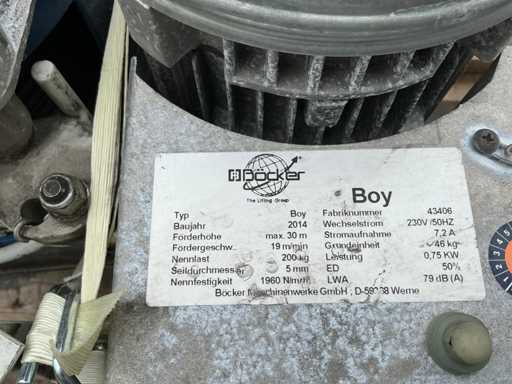 Böcker
The Lifting Group
Boy
Typ Boy Fabriknummer 43406
Baujahr 2014 Wechselstrom 230V /50HZ
Förderhöhe max. 30 m Stromaufnahme 7,2 A
Fördergeschw. 19 m/min Grundeinheit 46 kg
Nennlast 200 kg Leistung 0,75 KW
Seildurchmesser 5 mm ED 50%
Nennfestigkeit 1960 N/mm² LWA 79 dB (A)
Böcker Maschinenwerke GmbH , D-59368 Werne